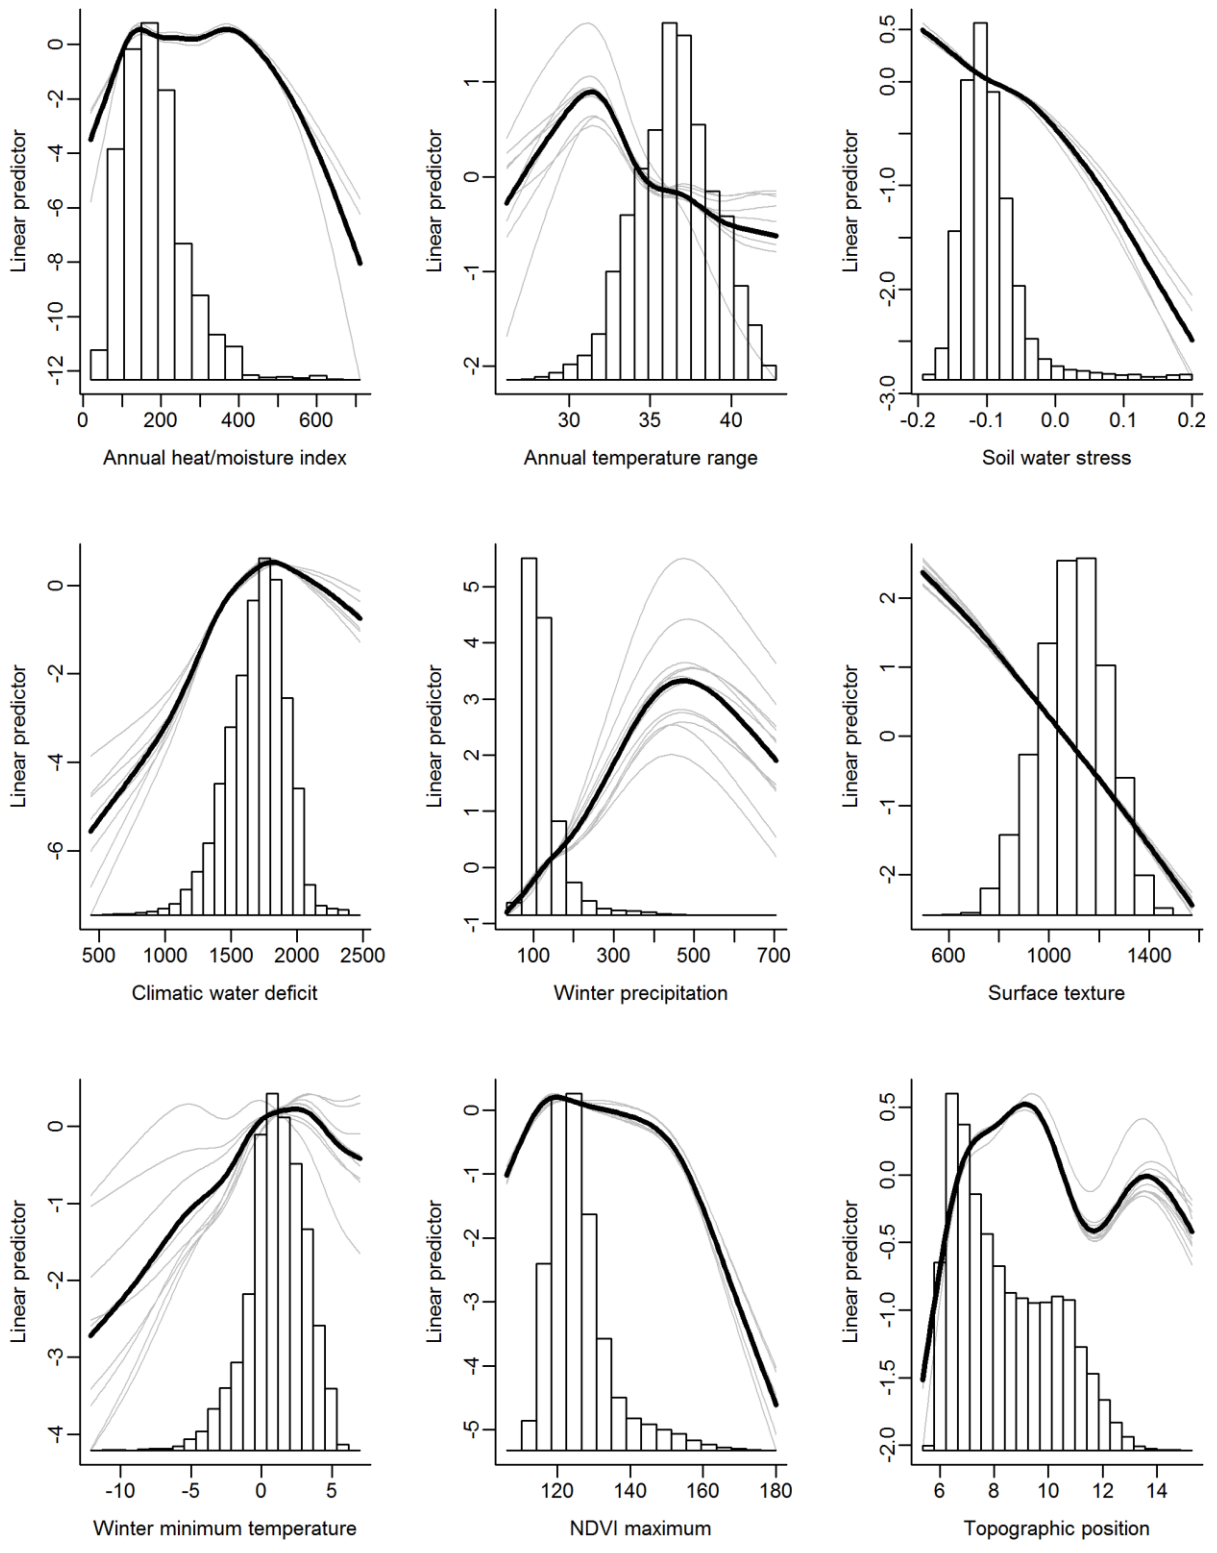 Linear predictor
0
-2
-4
-6
-8
-10
-12
0 200 400 600
Annual heat/moisture index
Linear predictor
1
0
-1
-2
30 35 40
Annual temperature range
Linear predictor
0.5
0.0
-1.0
-2.0
-3.0
-0.2 -0.1 0.0 0.1 0.2
Soil water stress
Linear predictor
0
-2
-4
-6
500 1000 1500 2000 2500
Climatic water deficit
Linear predictor
5
4
3
2
1
0
-1
100 300 500 700
Winter precipitation
Linear predictor
2
1
0
-1
-2
600 1000 1400
Surface texture
Linear predictor
0
-1
-2
-3
-4
-10 -5 0 5
Winter minimum temperature
Linear predictor
0
-1
-2
-3
-4
-5
120 140 160 180
NDVI maximum
Linear predictor
0.5
0.0
-0.5
-1.0
-1.5
-2.0
6 8 10 12 14
Topographic position